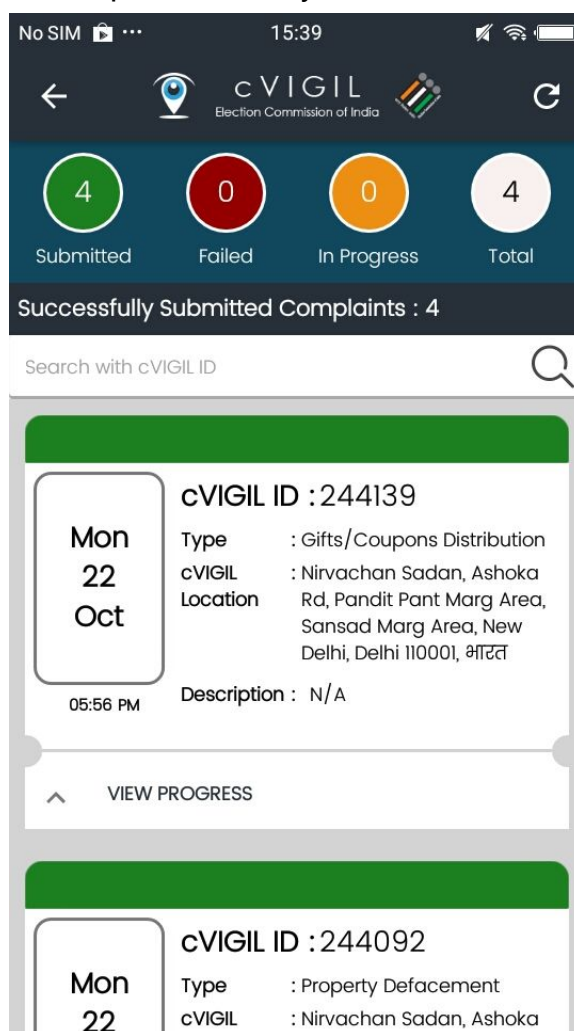 No SIM ... 15:39
cVIGIL
Election Commission of India
4 0 0 4
Submitted Failed In Progress Total
Successfully Submitted Complaints : 4
Search with cVIGIL ID
cVIGIL ID : 244139
Mon
22
Oct
05:56 PM
Type : Gifts/Coupons Distribution
cVIGIL : Nirvachan Sadan, Ashoka
Location Rd, Pandit Pant Marg Area,
Sansad Marg Area, New
Delhi, Delhi 110001, भारत
Description : N/A
VIEW PROGRESS
cVIGIL ID : 244092
Mon
22
Type : Property Defacement
cVIGIL : Nirvachan Sadan, Ashoka